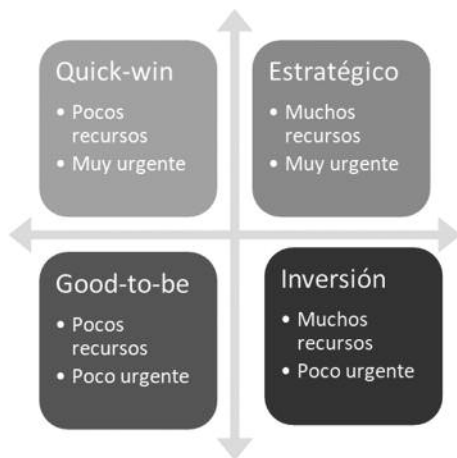 Quick-win
• Pocos
recursos
• Muy urgente
Estratégico
• Muchos
recursos
• Muy urgente
Good-to-be
• Pocos
recursos
• Poco urgente
Inversión
• Muchos
recursos
• Poco urgente